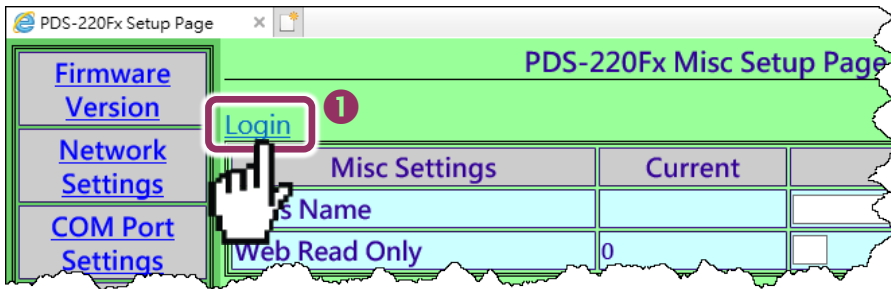 PDS-220Fx Setup Page
Firmware
Version
Network
Settings
COM Port
Settings
PDS-220Fx Misc Setup Page
Login
1
Misc Settings Current
Name
Web Read Only 0